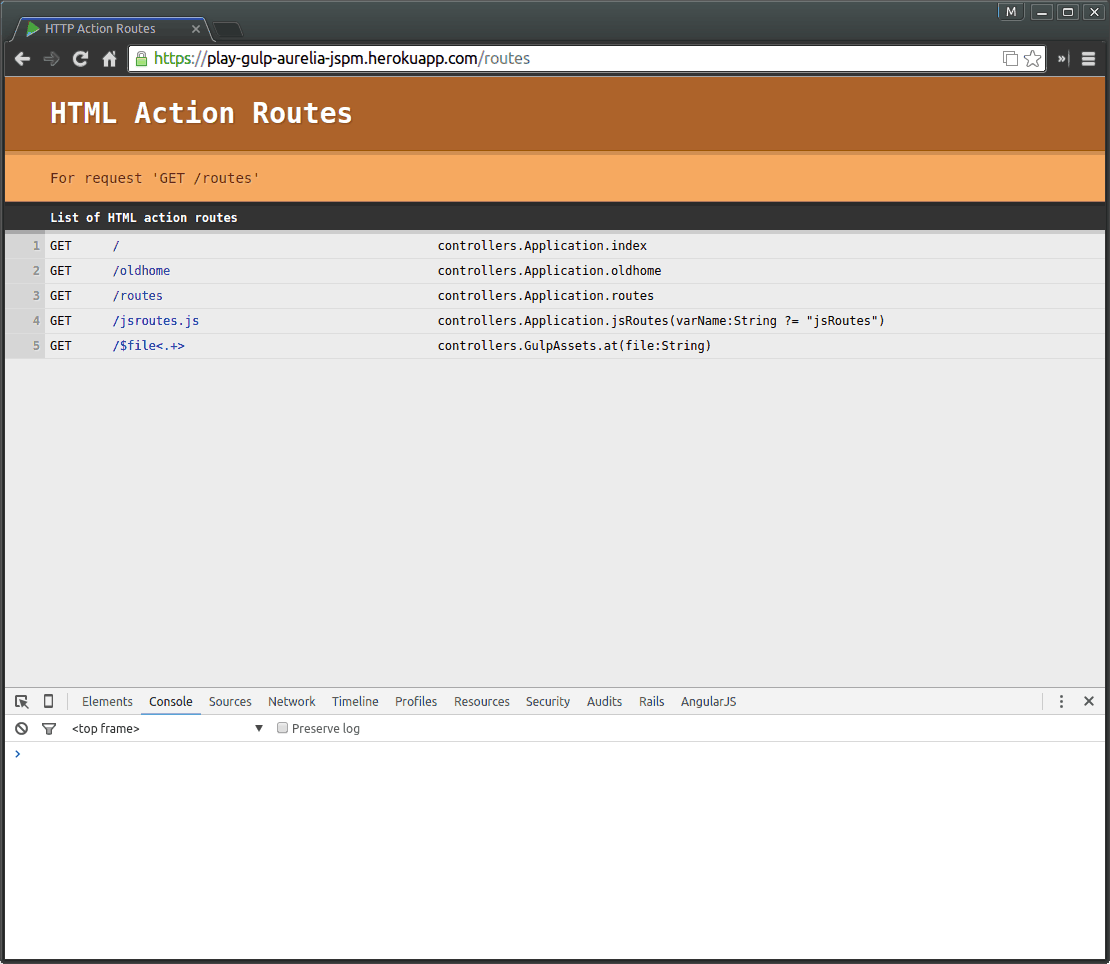 M
HTTP Action Routes
https://play-gulp-aurelia-jspm.herokuapp.com/routes
HTML Action Routes
For request 'GET /routes'
List of HTML action routes
1 GET / controllers.Application.index
2 GET /oldhome controllers.Application.oldhome
3 GET /routes controllers.Application.routes
4 GET /jsroutes.js controllers.Application.jsRoutes(varName:String ?= "jsRoutes")
5 GET /$file<.+> controllers.GulpAssets.at(file:String)
Elements Console Sources Network Timeline Profiles Resources Security Audits Rails AngularJS
<top frame> Preserve log